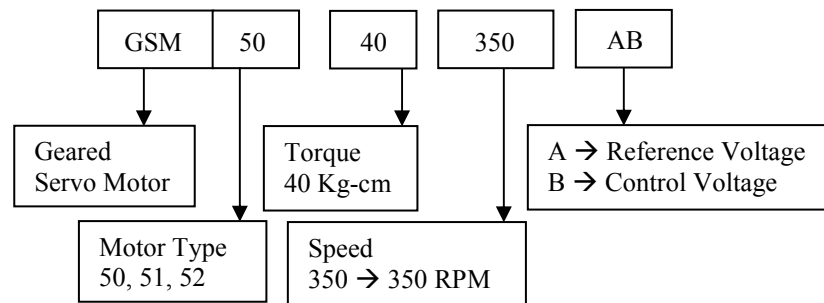 GSM 50 40 350 AB
Geared
Servo Motor
Torque
40 Kg-cm
A → Reference Voltage
B → Control Voltage
Motor Type
50, 51, 52
Speed
350 → 350 RPM